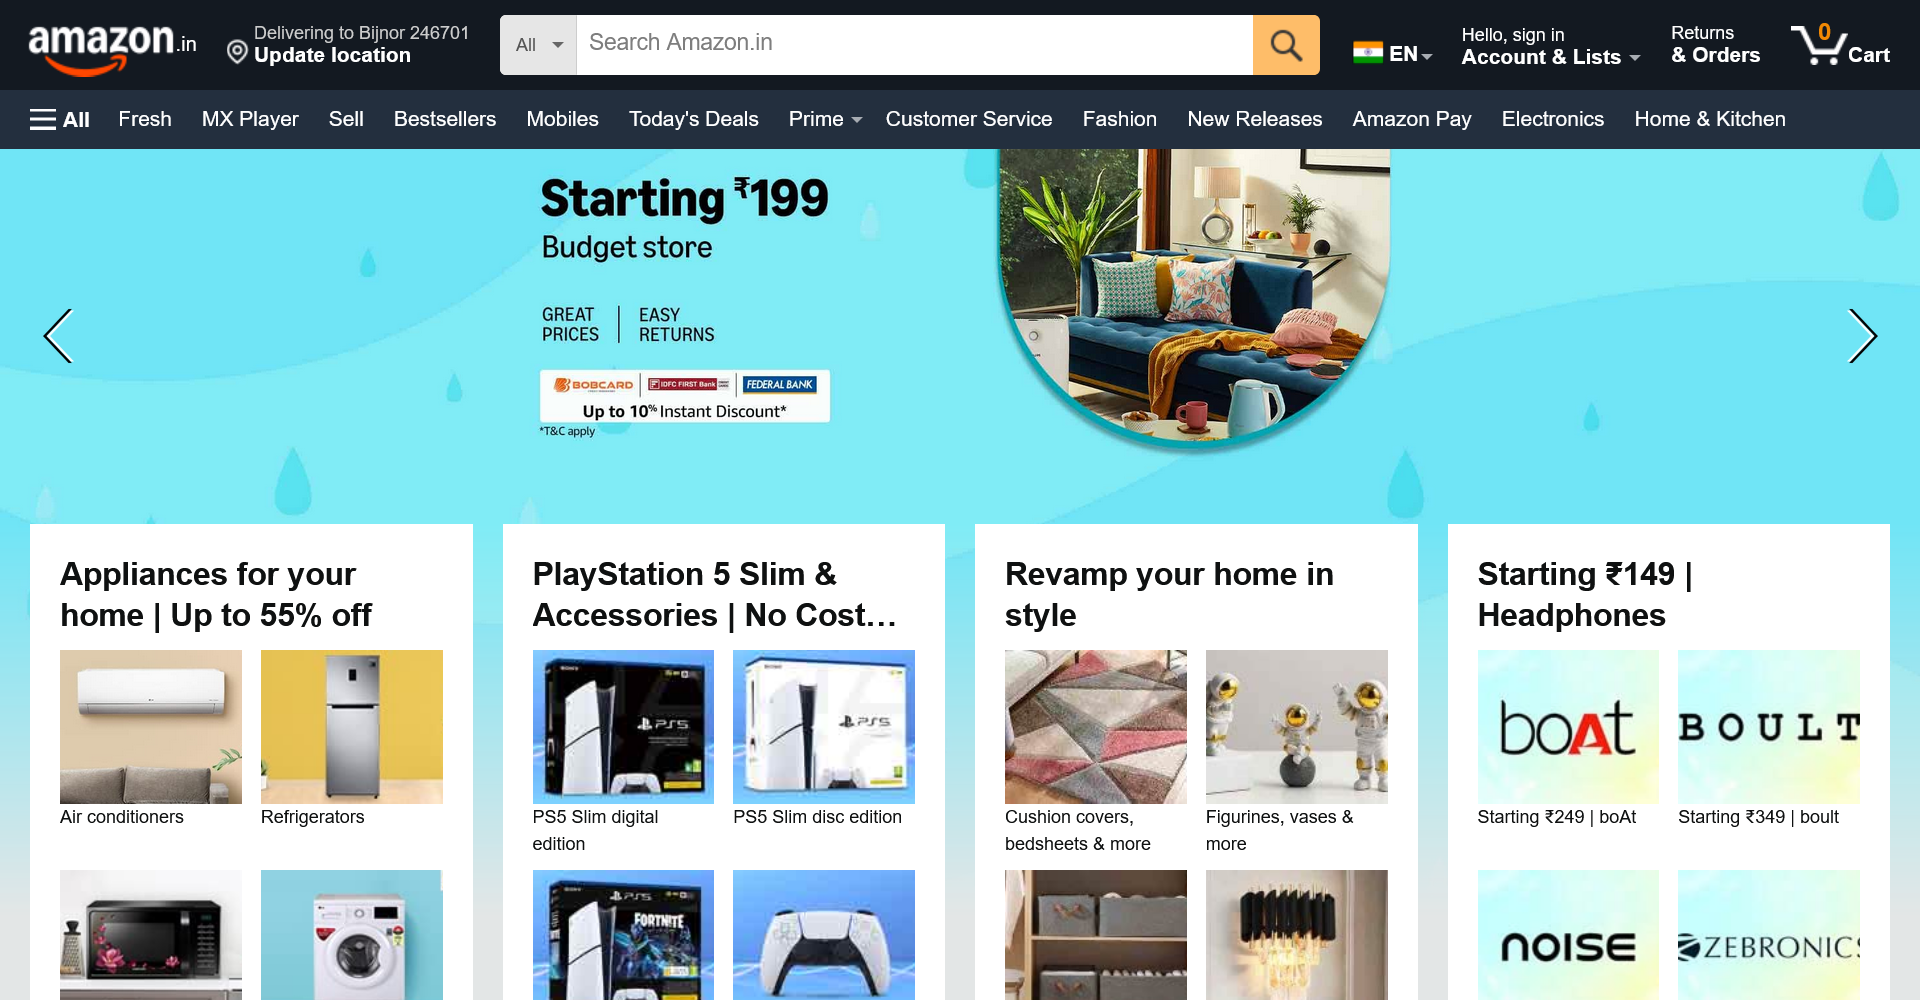 amazon.in
Delivering to Bijnor 246701
Update location
All
Search Amazon.in
EN
Hello, sign in
Account & Lists
Returns
& Orders
0
Cart
All
Fresh
MX Player
Sell
Bestsellers
Mobiles
Today's Deals
Prime
Customer Service
Fashion
New Releases
Amazon Pay
Electronics
Home & Kitchen
Starting ₹199
Budget store
GREAT
PRICES
EASY
RETURNS
BOBCARD
IDFC FIRST Bank
FEDERAL BANK
Up to 10% Instant Discount*
*T&C apply
Appliances for your
home | Up to 55% off
Air conditioners
Refrigerators
PlayStation 5 Slim &
Accessories | No Cost…
SONY
PS5
PS5
PS5 Slim digital
edition
PS5 Slim disc edition
PS5
FORTNITE
Revamp your home in
style
Cushion covers,
bedsheets & more
Figurines, vases &
more
Starting ₹149 |
Headphones
boAt
BOULT
Starting ₹249 | boAt
Starting ₹349 | boult
noise
ZEBRONICS